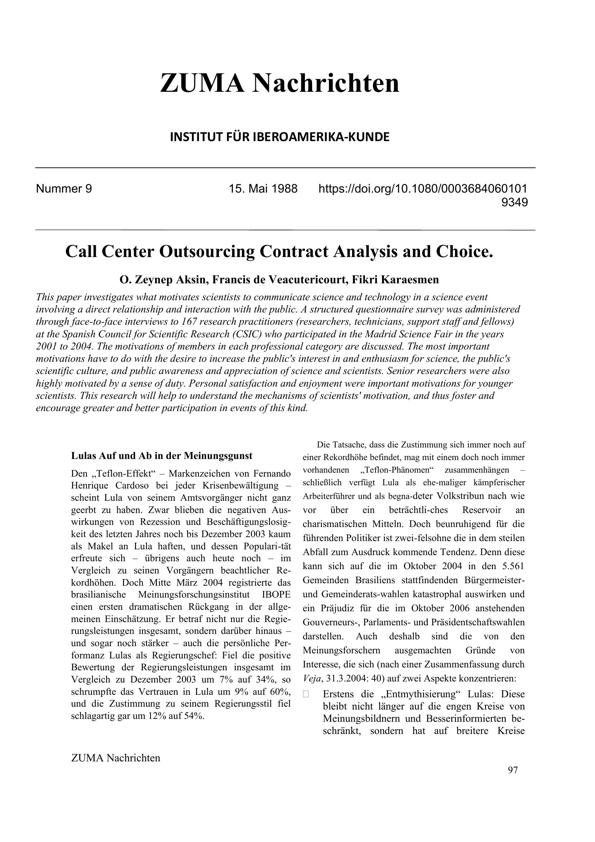 ZUMA Nachrichten
INSTITUT FÜR IBEROAMERIKA-KUNDE
Nummer 9
15. Mai 1988
https://doi.org/10.1080/0003684060101
9349
Call Center Outsourcing Contract Analysis and Choice.
O. Zeynep Aksin, Francis de Veacutericourt, Fikri Karaesmen
This paper investigates what motivates scientists to communicate science and technology in a science event
involving a direct relationship and interaction with the public. A structured questionnaire survey was administered
through face-to-face interviews to 167 research practitioners (researchers, technicians, support staff and fellows)
at the Spanish Council for Scientific Research (CSIC) who participated in the Madrid Science Fair in the years
2001 to 2004. The motivations of members in each professional category are discussed. The most important
motivations have to do with the desire to increase the public's interest in and enthusiasm for science, the public's
scientific culture, and public awareness and appreciation of science and scientists. Senior researchers were also
highly motivated by a sense of duty. Personal satisfaction and enjoyment were important motivations for younger
scientists. This research will help to understand the mechanisms of scientists' motivation, and thus foster and
encourage greater and better participation in events of this kind.
Lulas Auf und Ab in der Meinungsgunst
Den „Teflon-Effekt“ – Markenzeichen von Fernando
Henrique Cardoso bei jeder Krisenbewältigung –
scheint Lula von seinem Amtsvorgänger nicht ganz
geerbt zu haben. Zwar blieben die negativen Aus-
wirkungen von Rezession und Beschäftigungslosig-
keit des letzten Jahres noch bis Dezember 2003 kaum
als Makel an Lula haften, und dessen Populari-tät
erfreute sich – übrigens auch heute noch – im
Vergleich zu seinen Vorgängern beachtlicher Re-
kordhöhen. Doch Mitte März 2004 registrierte das
brasilianische Meinungsforschungsinstitut IBOPE
einen ersten dramatischen Rückgang in der allge-
meinen Einschätzung. Er betraf nicht nur die Regie-
rungsleistungen insgesamt, sondern darüber hinaus –
und sogar noch stärker – auch die persönliche Per-
formanz Lulas als Regierungschef: Fiel die positive
Bewertung der Regierungsleistungen insgesamt im
Vergleich zu Dezember 2003 um 7% auf 34%, so
schrumpfte das Vertrauen in Lula um 9% auf 60%,
und die Zustimmung zu seinem Regierungsstil fiel
schlagartig gar um 12% auf 54%.
Die Tatsache, dass die Zustimmung sich immer noch auf
einer Rekordhöhe befindet, mag mit einem doch noch immer
vorhandenen „Teflon-Phänomen“ zusammenhängen –
schließlich verfügt Lula als ehe-maliger kämpferischer
Arbeiterführer und als begna-deter Volkstribun nach wie
vor über ein beträchtli-ches Reservoir an
charismatischen Mitteln. Doch beunruhigend für die
führenden Politiker ist zwei-felsohne die in dem steilen
Abfall zum Ausdruck kommende Tendenz. Denn diese
kann sich auf die im Oktober 2004 in den 5.561
Gemeinden Brasiliens stattfindenden Bürgermeister-
und Gemeinderats-wahlen katastrophal auswirken und
ein Präjudiz für die im Oktober 2006 anstehenden
Gouverneurs-, Parlaments- und Präsidentschaftswahlen
darstellen. Auch deshalb sind die von den
Meinungsforschern ausgemachten Gründe von
Interesse, die sich (nach einer Zusammenfassung durch
Veja, 31.3.2004: 40) auf zwei Aspekte konzentrieren:
Erstens die „Entmythisierung“ Lulas: Diese
bleibt nicht länger auf die engen Kreise von
Meinungsbildnern und Besserinformierten be-
schränkt, sondern hat auf breitere Kreise
ZUMA Nachrichten
97